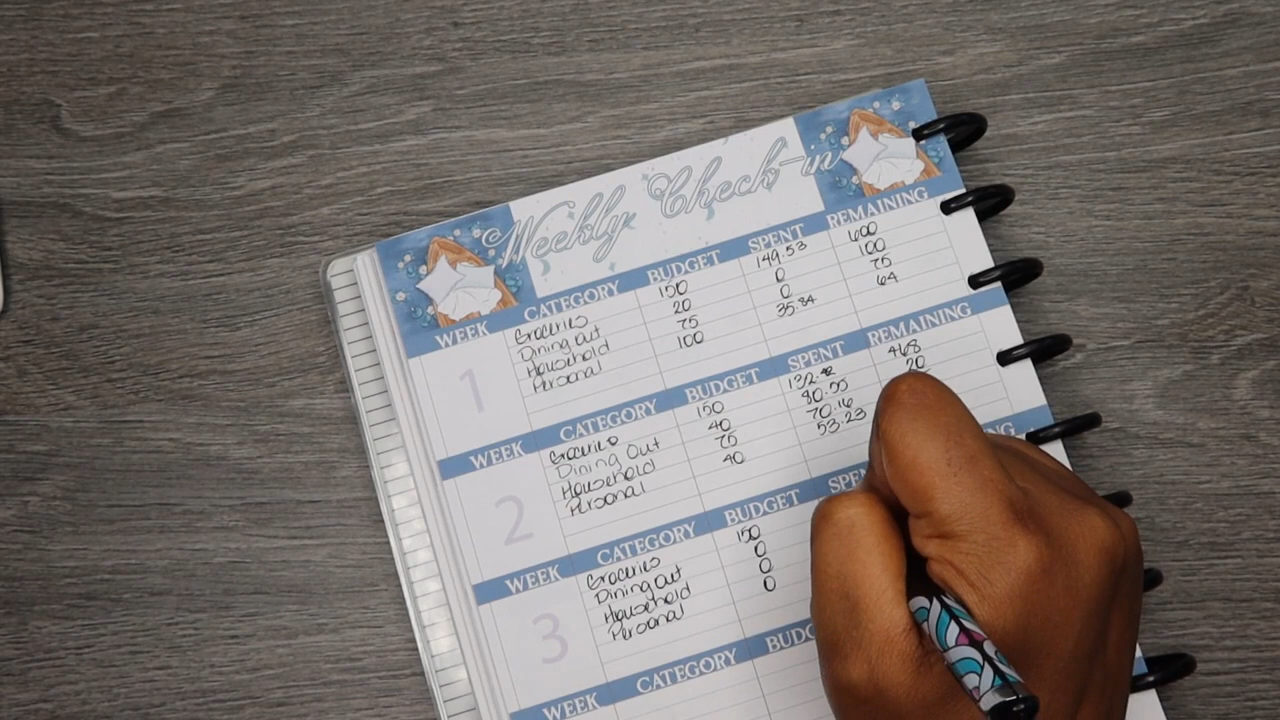 Weekly Check-in
WEEK CATEGORY BUDGET SPENT REMAINING
1
Groceries 150 149.53 600
Dining out 20 0 100
Household 75 0 75
Personal 100 35.84 64
WEEK CATEGORY BUDGET SPENT REMAINING
2
Groceries 150 132. 468
Dining Out 40 80.55 20
Household 75 70.16
Personal 40 53.23
WEEK CATEGORY BUDGET
3
Groceries 150
Dining out 0
Household 0
Personal 0
WEEK CATEGORY